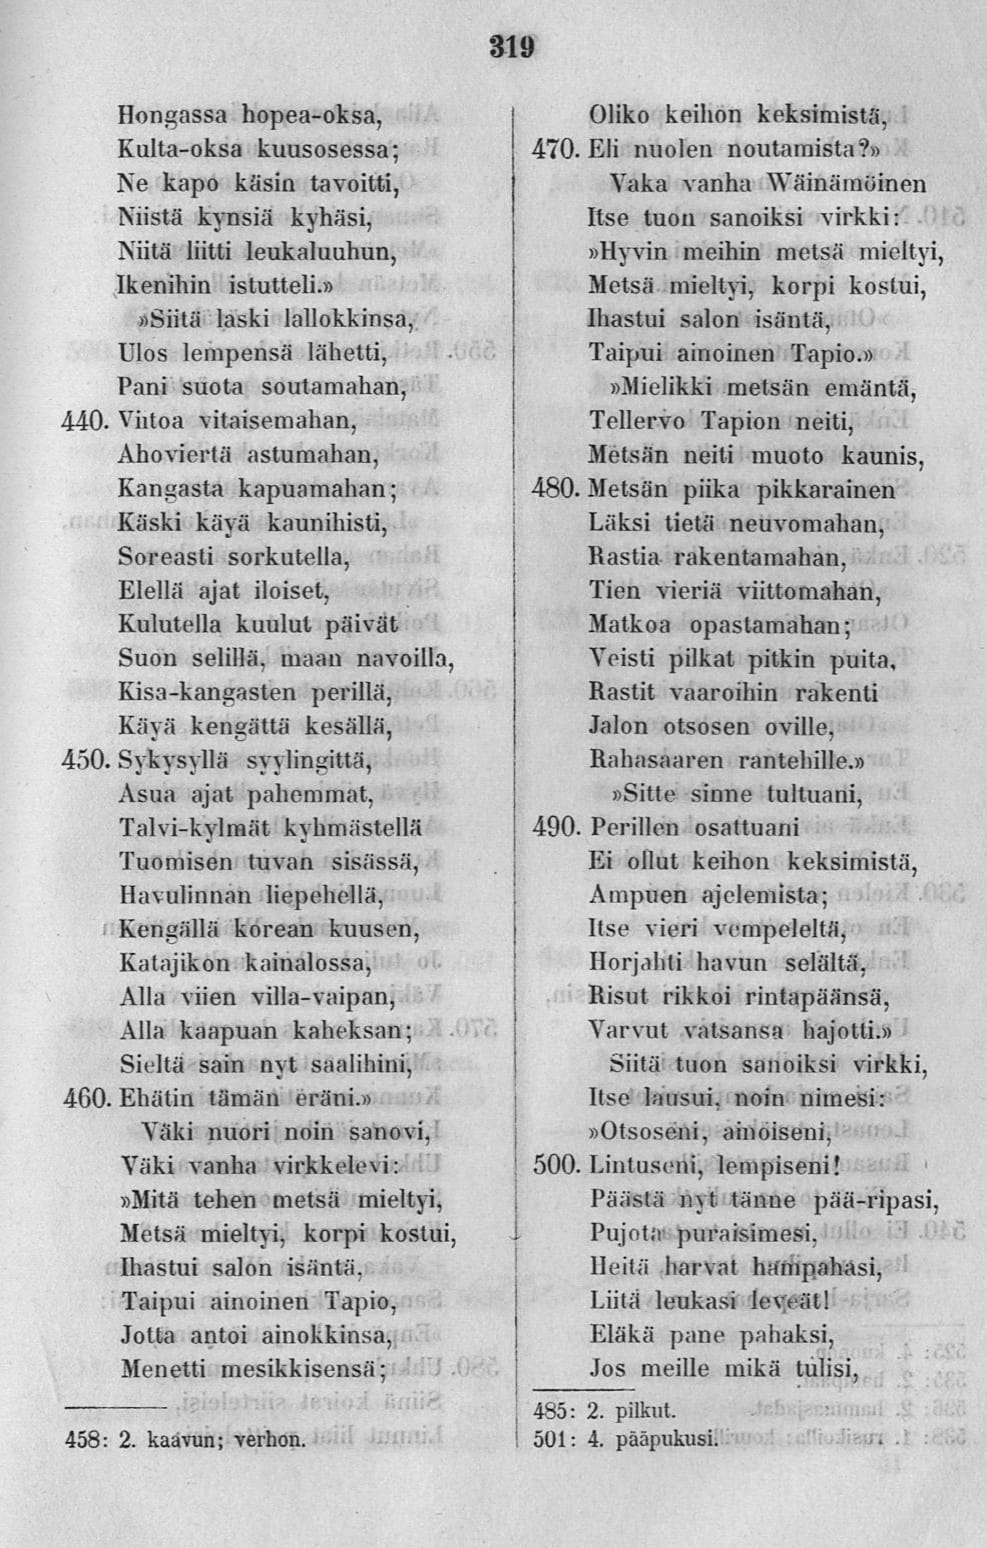 319
Hongassa hopea-oksa,
Kulta-oksa kuusosessa;
Ne kapo käsin tavoitti,
Niistä kynsiä kyhäsi,
Niitä liitti leukaluuhun,
Ikenihin istutteli.»
»Siitä laski lallokkinsa,
Ulos lempensä lähetti,
Pani suota soutamahan,
440. Viitoa vitaisemahan,
Ahoviertä astumahan,
Kangasta kapuamahan;
Käski käyä kaunihisti,
Soreasti sorkutella,
Elellä ajat iloiset,
Kulutella kuulut päivät
Suon selillä, maan navoilla,
Kisa-kangasten perillä,
Käyä kengättä kesällä,
450. Sykysyllä syylingittä,
Asua ajat pahemmat,
Talvi-kylmät kyhmästellä
Tuomisen tuvan sisässä,
Havulinnan liepehellä,
Kengällä korean kuusen,
Katajikon kainalossa,
Alla viien villa-vaipan,
Alla kaapuan kaheksan;
Sieltä sain nyt saalihini,
460. Ehätin tämän eräni.»
Väki nuori noin sanovi,
Väki vanha virkkelevi:
»Mitä tehen metsä mieltyi,
Metsä mieltyi, korpi kostui,
Ihastui salon isäntä,
Taipui ainoinen Tapio,
Jotta antoi ainokkinsa,
Menetti mesikkisensä;
458: 2. kaavun; verhon.
Oliko keihön keksimistä,
470. Eli nuolen noutamista?»
Vaka vanha Wäinämöinen
Itse tuon sanoiksi virkki:
»Hyvin meihin metsä mieltyi,
Metsä mieltyi, korpi kostui,
Ihastui salon isäntä,
Taipui ainoinen Tapio.»
»Mielikki metsän emäntä,
Tellervo Tapion neiti,
Metsän neiti muoto kaunis,
480. Metsän piika pikkarainen
Läksi tietä neuvomahan,
Rastia rakentamahan,
Tien vieriä viittomahan,
Matkoa opastamahan;
Veisti pilkat pitkin puita,
Rastit vaaroihin rakenti
Jalon otsosen oville,
Rahasaaren rantehille.»
»Sitte sinne tultuani,
490. Perillen osattuani
Ei ollut keihon keksimistä,
Ampuen ajelemista;
Itse vieri vempeleltä,
Horjahti havun selältä,
Risut rikkoi rintapäänsä,
Varvut vatsansa hajotti.»
Siitä tuon sanoiksi virkki,
Itse lausui, noin nimesi:
»Otsoseni, ainoiseni,
500. Lintuseni, lempiseni!
Päästä nyt tänne pää-ripasi,
Pujota puraisimesi,
Heitä harvat hampahasi,
Liitä leukasi leveät!
Eläkä pane pahaksi,
Jos meille mikä tulisi,
485: 2. pilkut.
501: 4. pääpukusi.